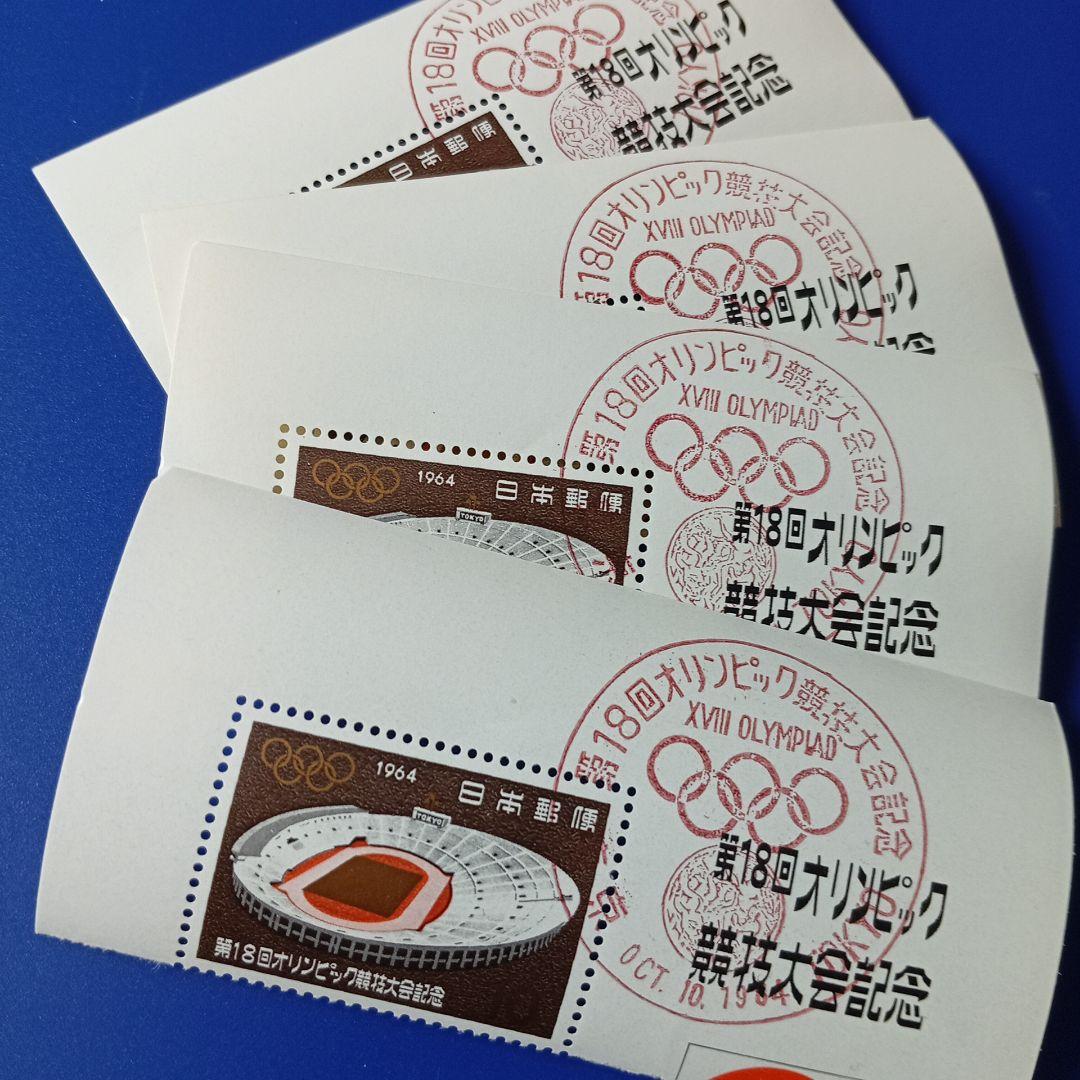 第18回オリンピック競技大会記念
XVIII OLYMPIAD
第18回オリンピック
競技大会記念
日本郵便
第18回オリンピック競技大会記念
XVIII OLYMPIAD
第18回オリンピック
第18回オリンピック競技大会記念
XVIII OLYMPIAD
1964
日本郵便
TOKYO
第18回オリンピック
競技大会記念
第18回オリンピック競技大会記念
XVIII OLYMPIAD
1964
日本郵便
TOKYO
第18回オリンピック
競技大会記念
第18回オリンピック競技大会記念
TOKYO
OCT. 10. 1964